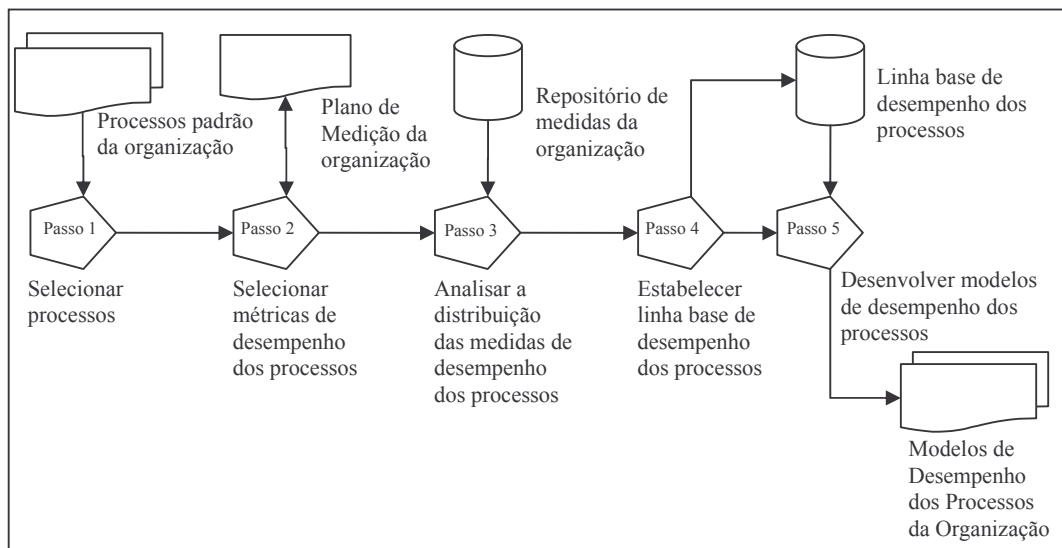 Processos padrão
da organização
Plano de
Medição da
organização
Repositório de
medidas da
organização
Linha base de
desempenho dos
processos
Passo 1
Passo 2
Passo 3
Passo 4
Passo 5
Selecionar
processos
Selecionar
métricas de
desempenho
dos processos
Analisar a
distribuição
das medidas de
desempenho
dos processos
Estabelecer
linha base de
desempenho
dos processos
Desenvolver modelos
de desempenho dos
processos
Modelos de
Desempenho
dos Processos
da Organização